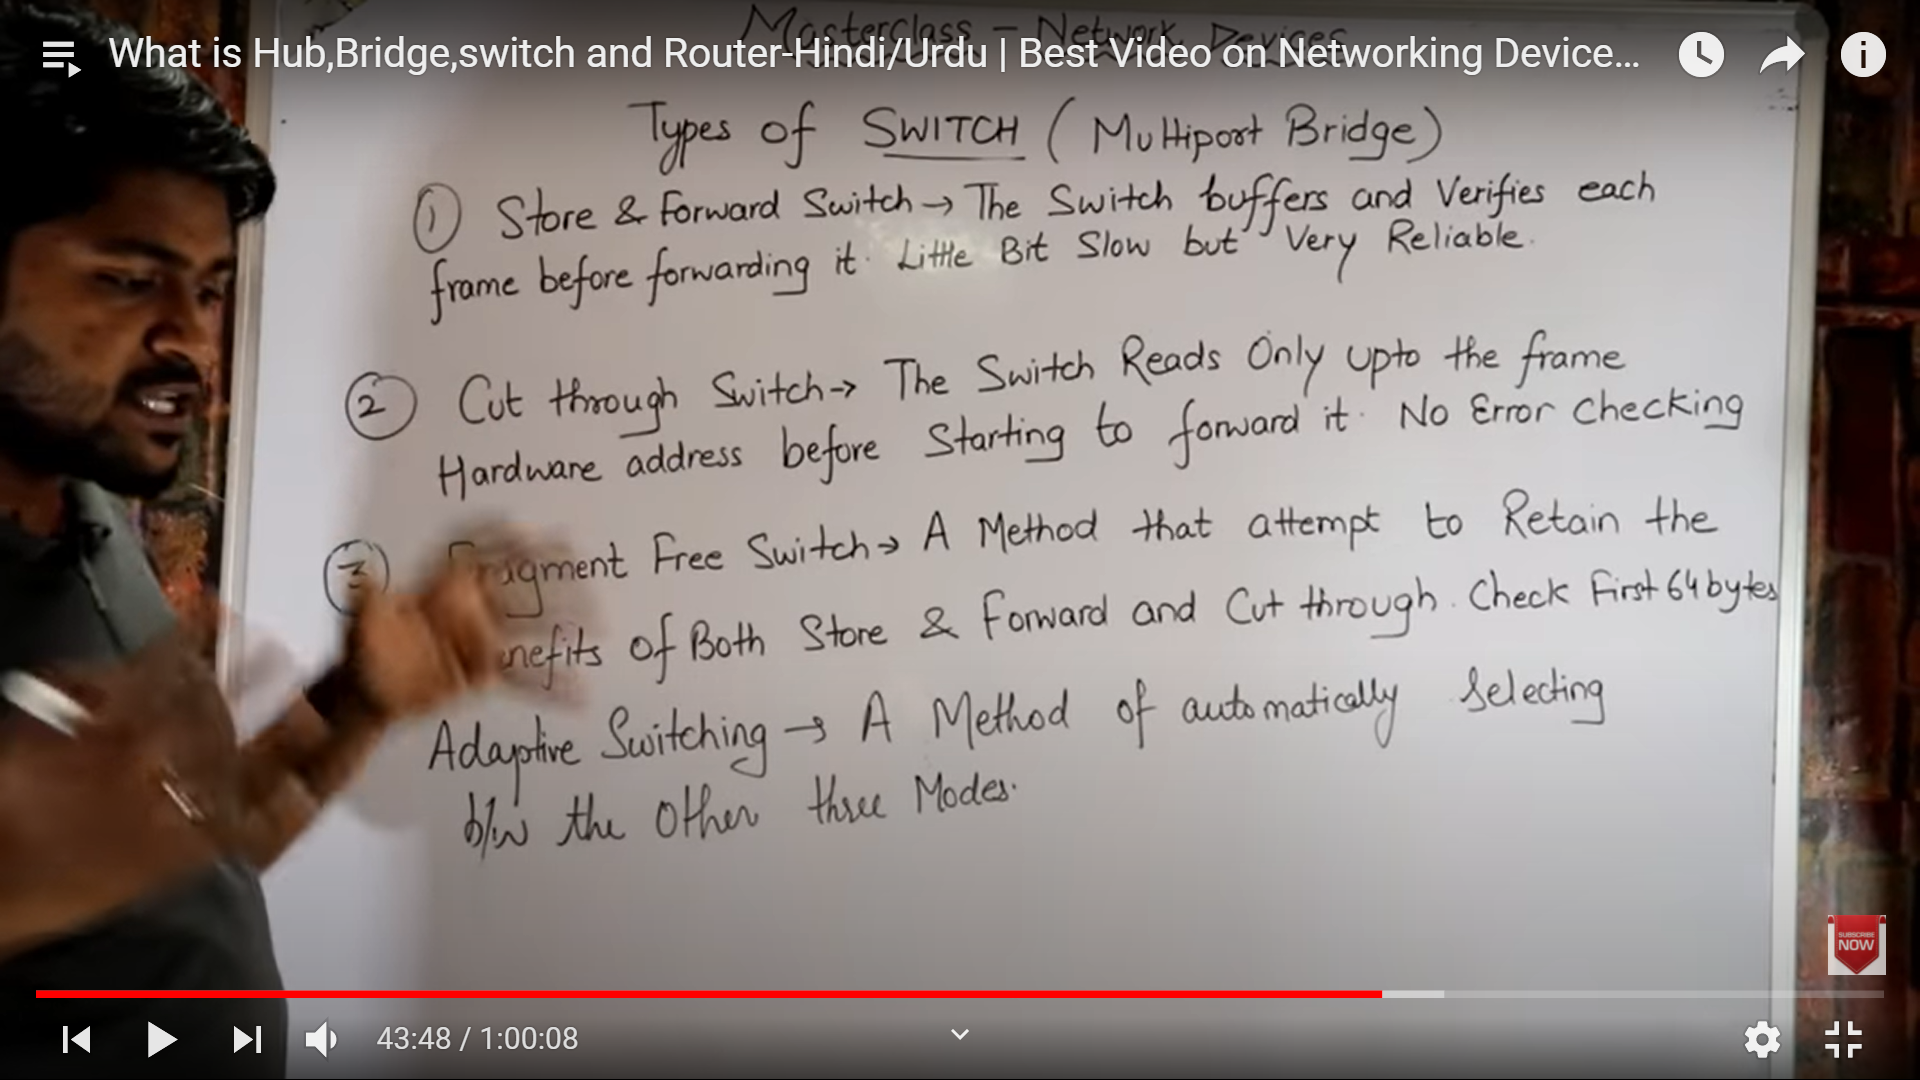 Masterclass - Network Devices
What is Hub,Bridge,switch and Router-Hindi/Urdu | Best Video on Networking Device...
Types of SWITCH (Multiport Bridge)
1 Store & Forward Switch → The Switch buffers and Verifies each
frame before forwarding it. Little Bit Slow but Very Reliable.
2 Cut through Switch → The Switch Reads Only upto the frame
Hardware address before Starting to forward it. No Error Checking
3 Fragment Free Switch → A Method that attempt to Retain the
of Both Store & Forward and Cut through. Check First 64 bytes
Adaptive Switching → A Method of automatically Selecting
b/w the Other three Modes.
SUBSCRIBE
NOW
43:48 / 1:00:08